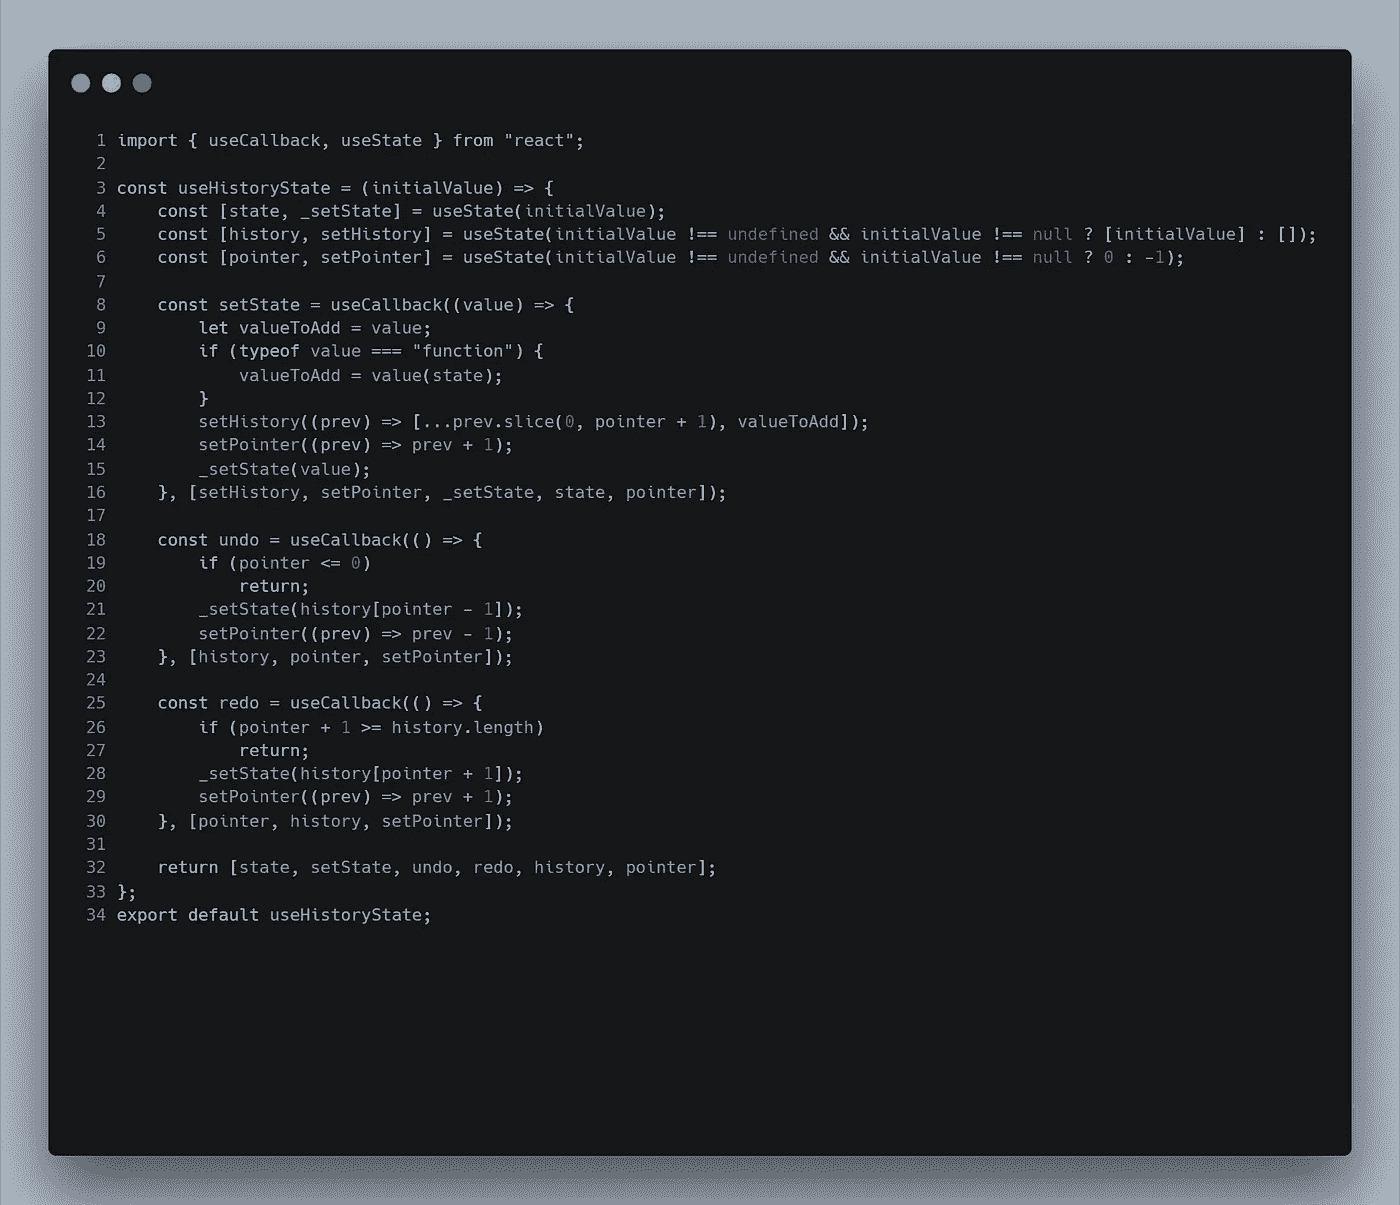 1 import { useCallback, useState } from "react";
2
3 const useHistoryState = (initialValue) => {
4     const [state, _setState] = useState(initialValue);
5     const [history, setHistory] = useState(initialValue !== undefined && initialValue !== null ? [initialValue] : []);
6     const [pointer, setPointer] = useState(initialValue !== undefined && initialValue !== null ? 0 : -1);
7
8     const setState = useCallback((value) => {
9         let valueToAdd = value;
10         if (typeof value === "function") {
11             valueToAdd = value(state);
12         }
13         setHistory((prev) => [...prev.slice(0, pointer + 1), valueToAdd]);
14         setPointer((prev) => prev + 1);
15         _setState(value);
16     }, [setHistory, setPointer, _setState, state, pointer]);
17
18     const undo = useCallback(() => {
19         if (pointer <= 0)
20             return;
21         _setState(history[pointer - 1]);
22         setPointer((prev) => prev - 1);
23     }, [history, pointer, setPointer]);
24
25     const redo = useCallback(() => {
26         if (pointer + 1 >= history.length)
27             return;
28         _setState(history[pointer + 1]);
29         setPointer((prev) => prev + 1);
30     }, [pointer, history, setPointer]);
31
32     return [state, setState, undo, redo, history, pointer];
33 };
34 export default useHistoryState;